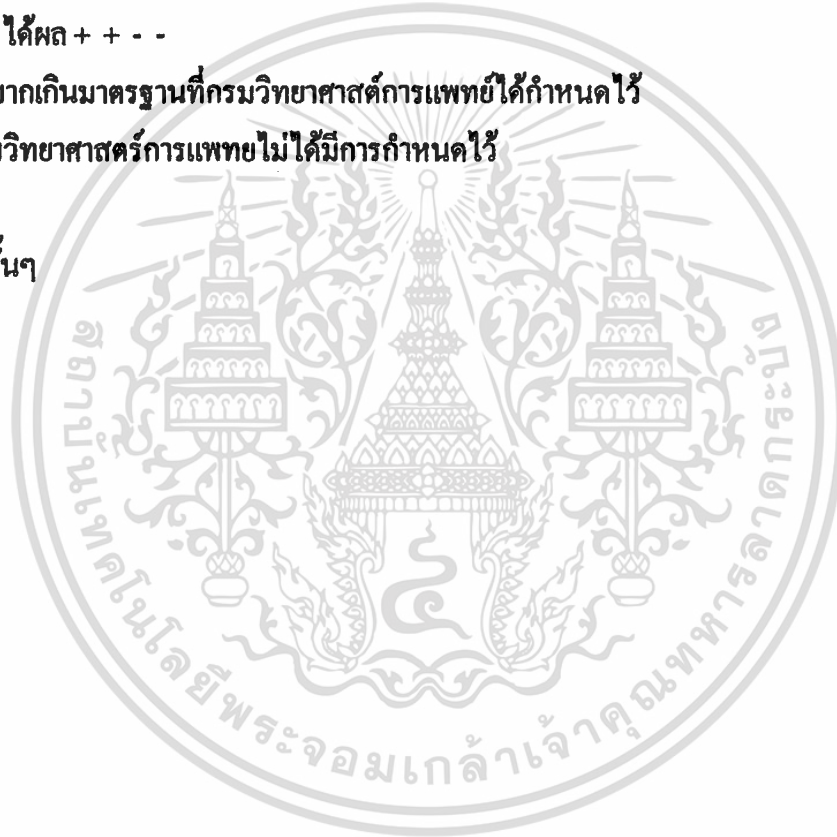 ได้ผล + + - -
มากเกินมาตรฐานที่กรมวิทยาศาสต์การแพทย์ได้กำหนดไว้
วิทยาศาสตร์การแพทยไม่ได้มีการกำหนดไว้
นั้นๆ
สถาบันเทคโนโลยีพระจอมเกล้าเจ้าคุณทหารลาดกระบัง